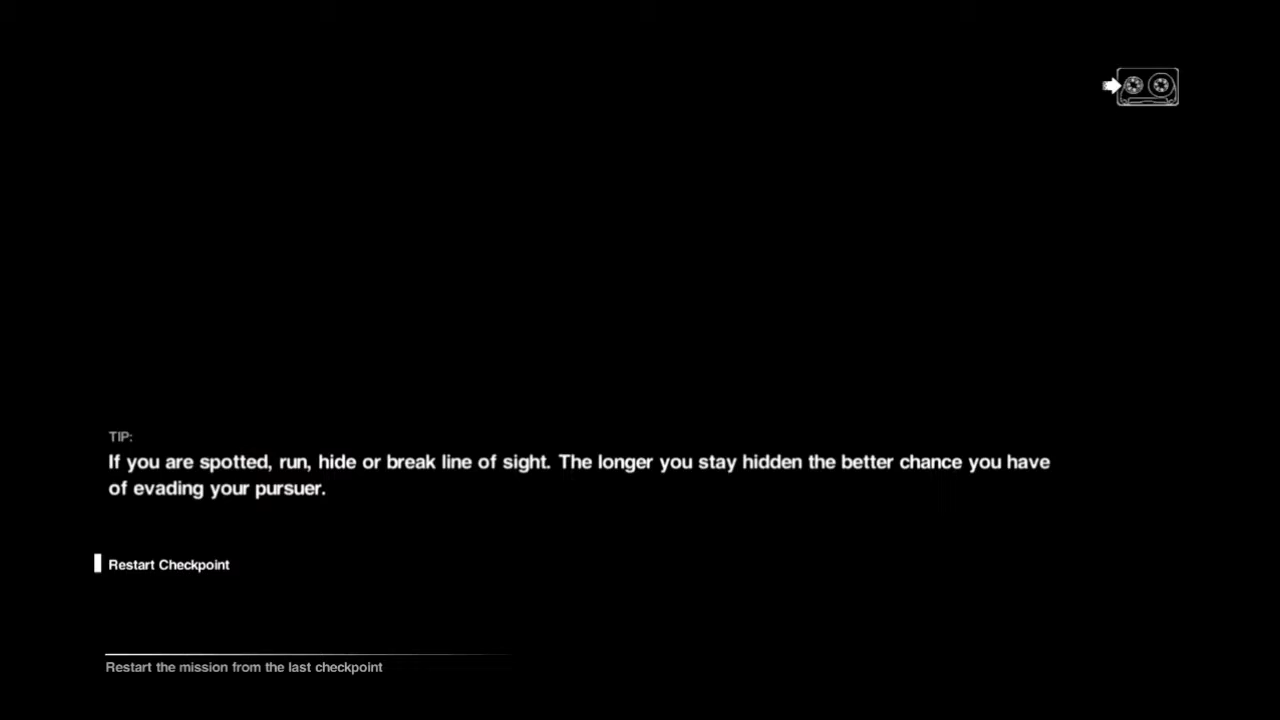 TIP:
If you are spotted, run, hide or break line of sight. The longer you stay hidden the better chance you have
of evading your pursuer.
Restart Checkpoint
Restart the mission from the last checkpoint